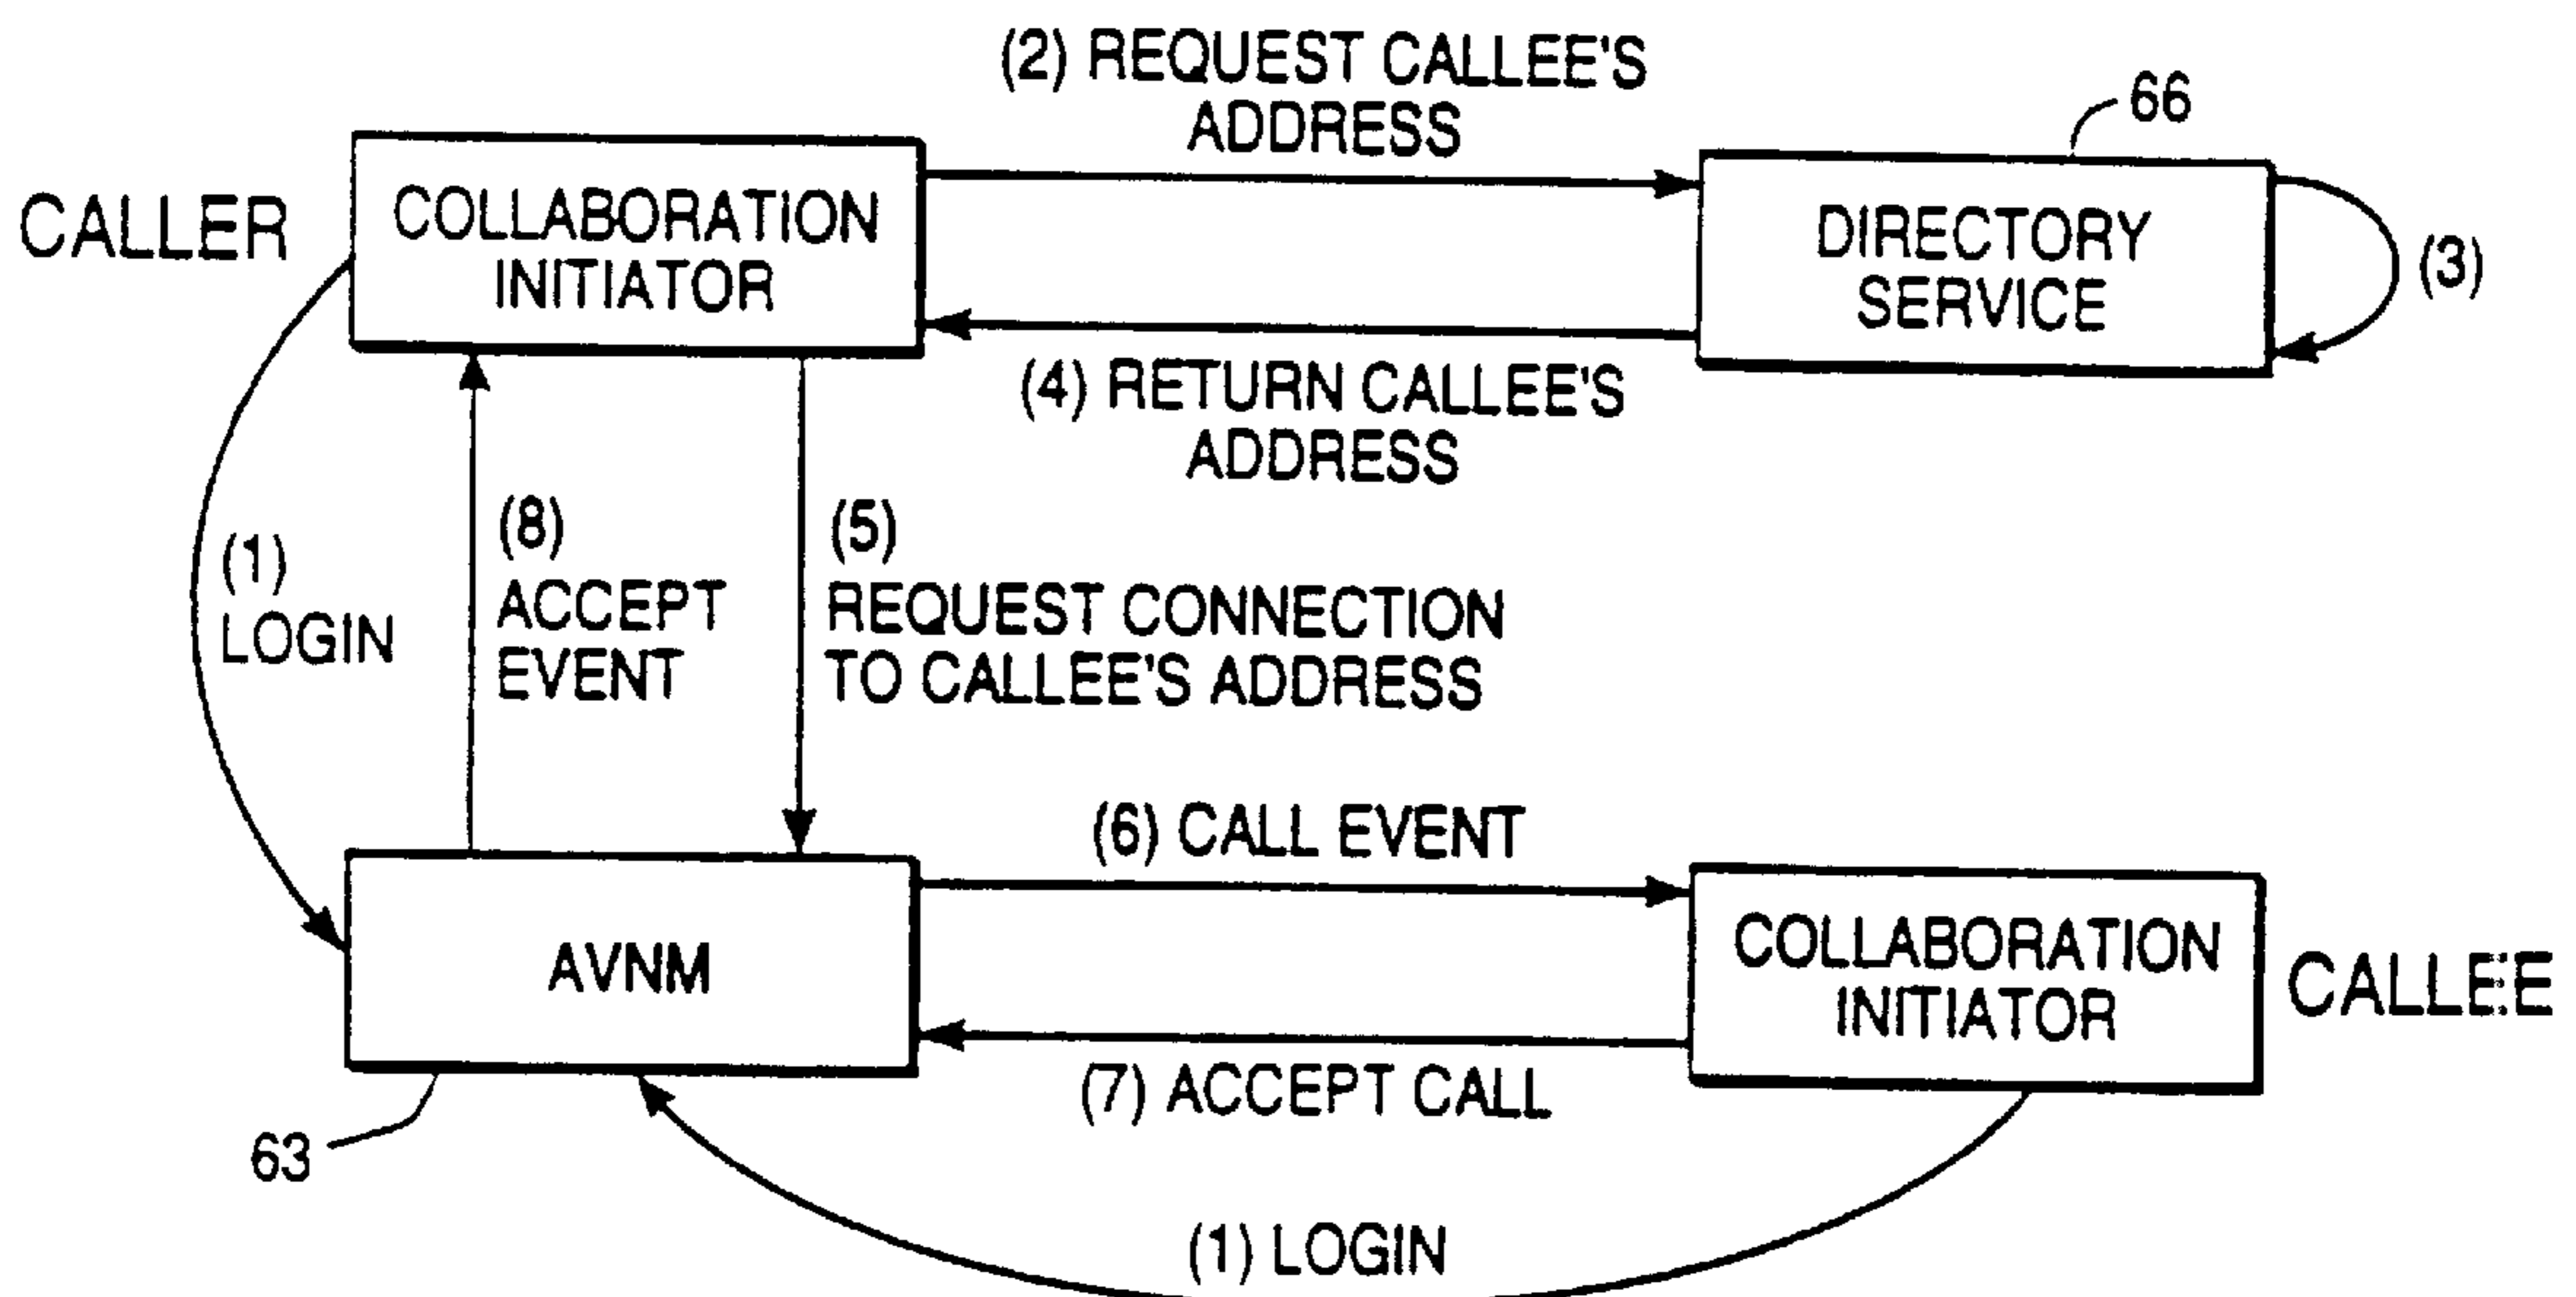 (2) REQUEST CALLEE'S
ADDRESS
66
CALLER
COLLABORATION
INITIATOR
DIRECTORY
SERVICE
(3)
(4) RETURN CALLEE'S
ADDRESS
(1)
LOGIN
(8)
ACCEPT
EVENT
(5)
REQUEST CONNECTION
TO CALLEE'S ADDRESS
(6) CALL EVENT
AVNM
COLLABORATION
INITIATOR
CALLEE
(7) ACCEPT CALL
63
(1) LOGIN